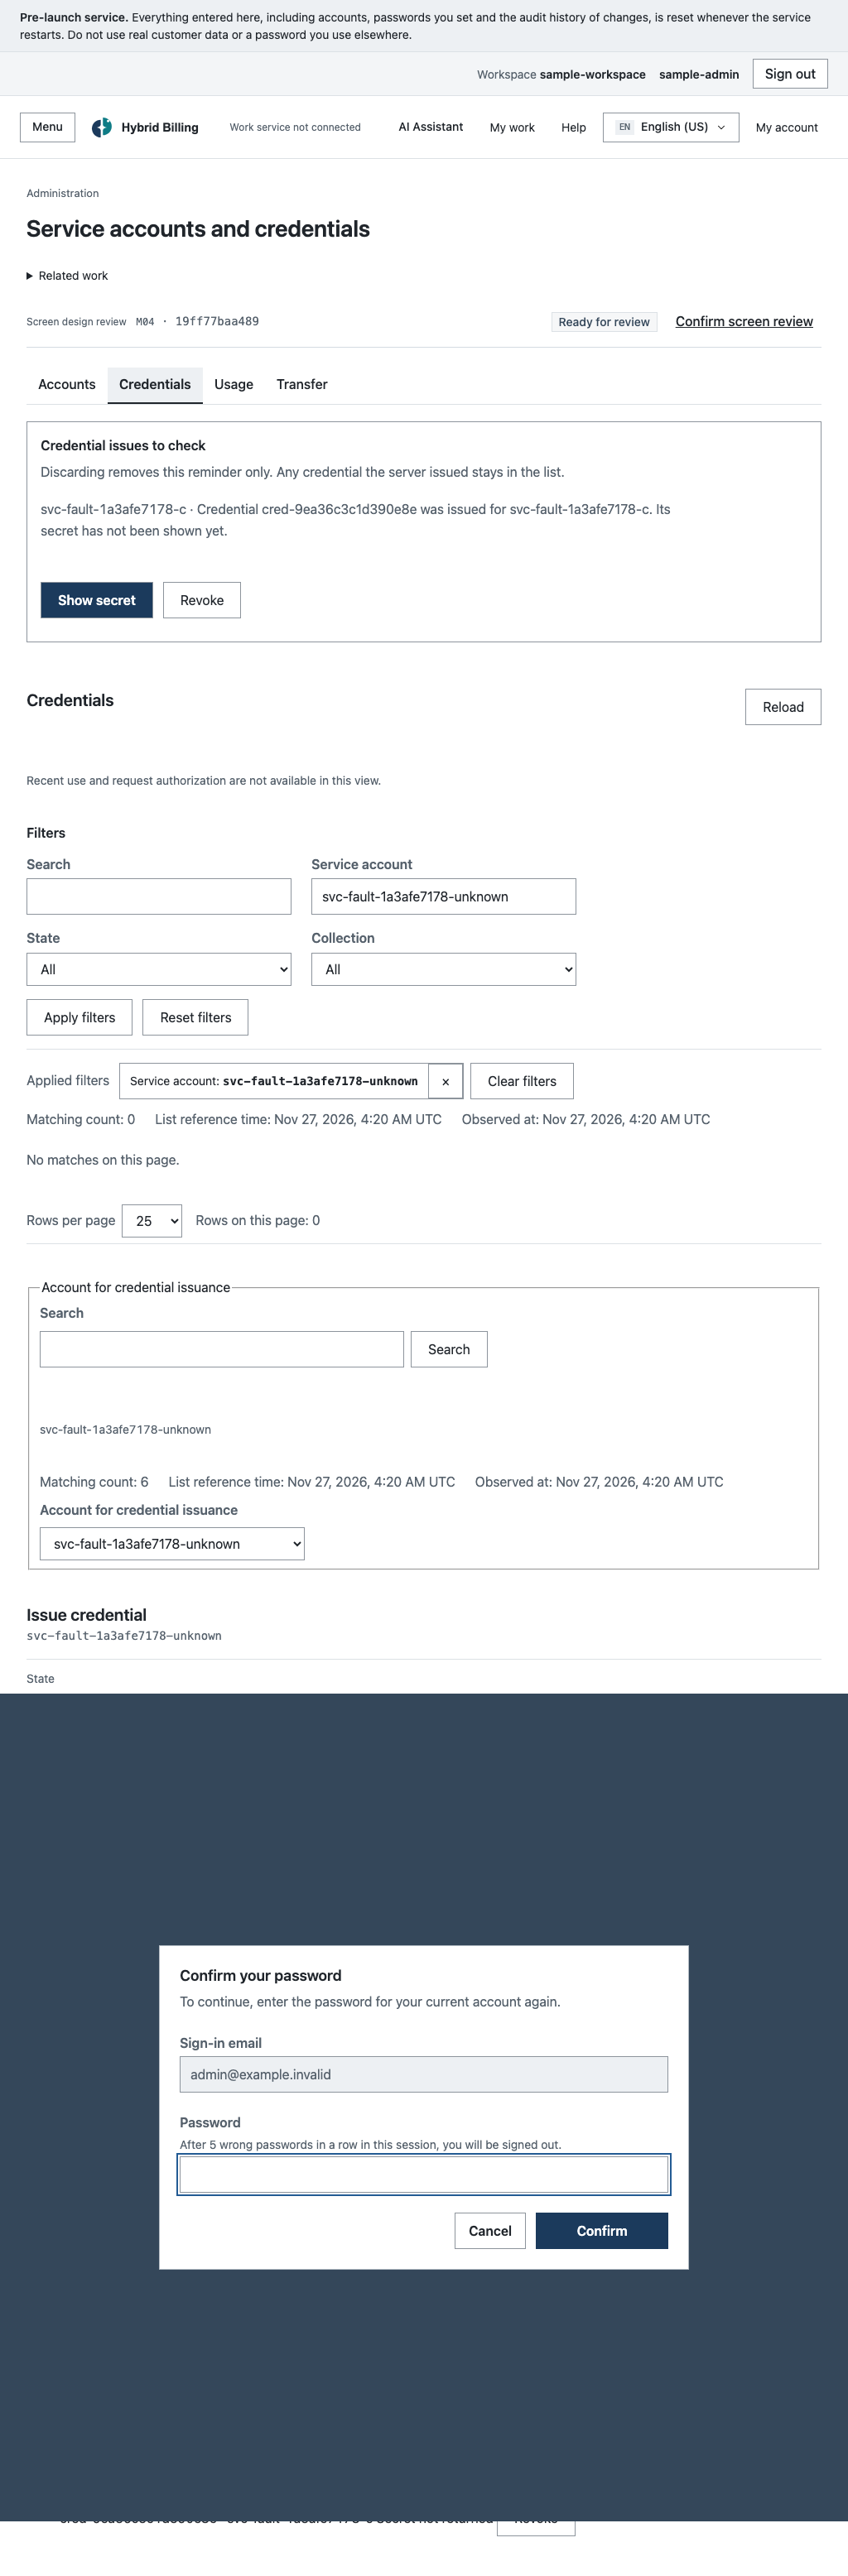 Pre-launch service. Everything entered here, including accounts, passwords you set and the audit history of changes, is reset whenever the service
restarts. Do not use real customer data or a password you use elsewhere.
Workspace sample-workspace sample-admin Sign out
Menu Hybrid Billing Work service not connected AI Assistant My work Help EN English (US) My account
Administration
Service accounts and credentials
Related work
Screen design review M04 · 19ff77baa489 Ready for review Confirm screen review
Accounts Credentials Usage Transfer
Credential issues to check
Discarding removes this reminder only. Any credential the server issued stays in the list.
svc-fault-1a3afe7178-c · Credential cred-9ea36c3c1d390e8e was issued for svc-fault-1a3afe7178-c. Its
secret has not been shown yet.
Show secret Revoke
Credentials Reload
Recent use and request authorization are not available in this view.
Filters
Search Service account
svc-fault-1a3afe7178-unknown
State Collection
All All
Apply filters Reset filters
Applied filters Service account: svc-fault-1a3afe7178-unknown × Clear filters
Matching count: 0 List reference time: Nov 27, 2026, 4:20 AM UTC Observed at: Nov 27, 2026, 4:20 AM UTC
No matches on this page.
Rows per page 25 Rows on this page: 0
Account for credential issuance
Search
Search
svc-fault-1a3afe7178-unknown
Matching count: 6 List reference time: Nov 27, 2026, 4:20 AM UTC Observed at: Nov 27, 2026, 4:20 AM UTC
Account for credential issuance
svc-fault-1a3afe7178-unknown
Issue credential
svc-fault-1a3afe7178-unknown
State
Confirm your password
To continue, enter the password for your current account again.
Sign-in email
admin@example.invalid
Password
After 5 wrong passwords in a row in this session, you will be signed out.
Cancel Confirm